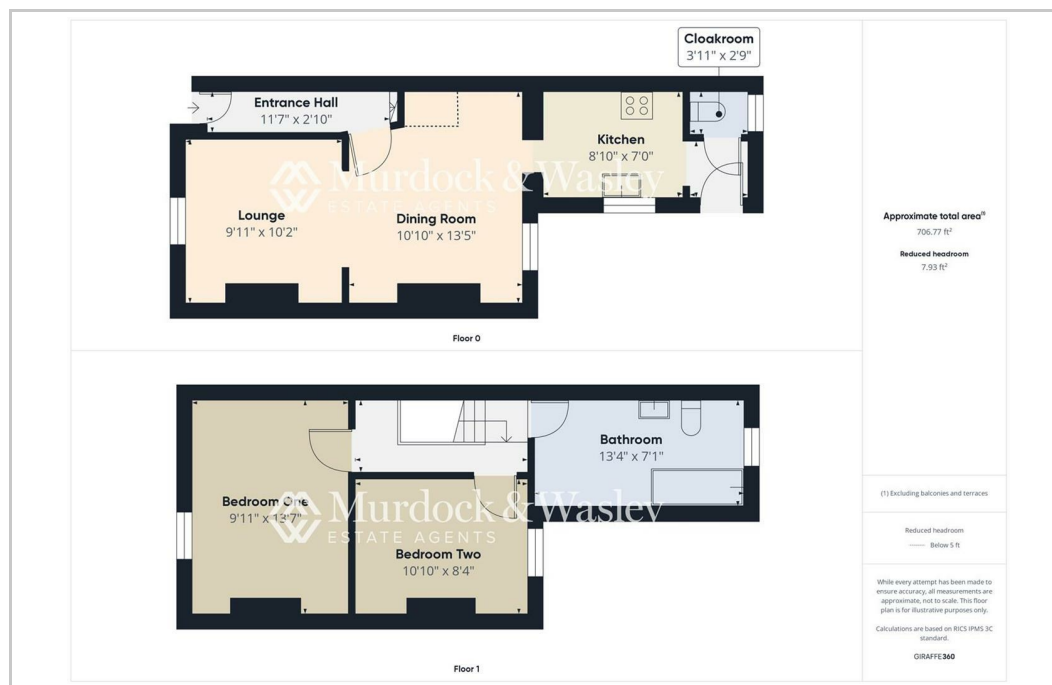 Cloakroom
3'11" x 2'9"
Entrance Hall
11'7" x 2'10"
Kitchen
8'10" x 7'0"
Murdock & Wasley
ESTATE AGENTS
Lounge
9'11" x 10'2"
Dining Room
10'10" x 13'5"
Floor 0
Bathroom
13'4" x 7'1"
Bedroom One
9'11" x 13'7"
Murdock & Wasley
ESTATE AGENTS
Bedroom Two
10'10" x 8'4"
Floor 1
Approximate total area(1)
706.77 ft²
Reduced headroom
7.93 ft²
(1) Excluding balconies and terraces
Reduced headroom
Below 5 ft
While every attempt has been made to
ensure accuracy, all measurements are
approximate, not to scale. This floor
plan is for illustrative purposes only.
Calculations are based on RICS IPMS 3C
standard.
GIRAFFE360